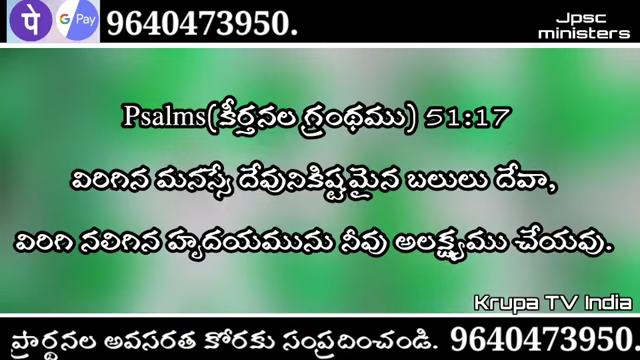 पे G Pay 9640473950.
Jpsc
ministers
Psalms(కీర్తనల గ్రంథము) 51:17
విరిగిన మనస్సే దేవునికిష్టమైన బలులు దేవా,
విరిగి నలిగిన హృదయమును నీవు అలక్ష్యము చేయవు.
Krupa TV India
ప్రార్థనల అవసరత కోరకు సంప్రదించండి. 9640473950.